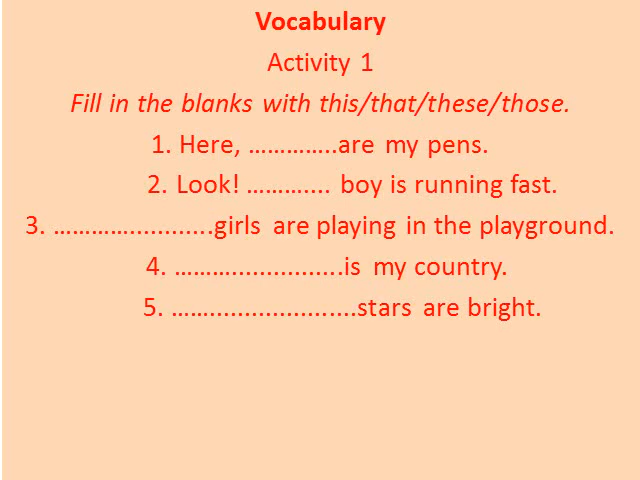 Vocabulary
Activity 1
Fill in the blanks with this/that/these/those.
1. Here, …………..are my pens.
2. Look! ……….... boy is running fast.
3. …………............girls are playing in the playground.
4. ………................is my country.
5. ……......................stars are bright.